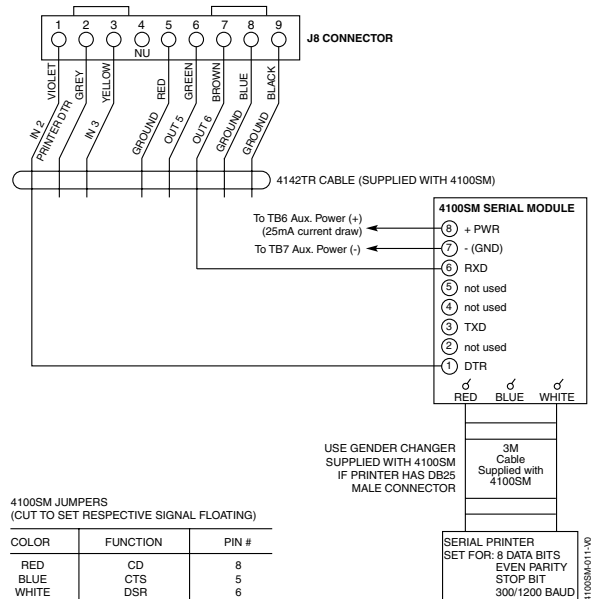 1 2 3 4 5 6 7 8 9
J8 CONNECTOR
NU
VIOLET
GREY
YELLOW
RED
GREEN
BROWN
BLUE
BLACK
IN 2
PRINTER DTR
IN 3
GROUND
OUT 5
OUT 6
GROUND
GROUND
4142TR CABLE (SUPPLIED WITH 4100SM)
4100SM SERIAL MODULE
To TB6 Aux. Power (+)
(25mA current draw)
To TB7 Aux. Power (-)
8 + PWR
7 - (GND)
6 RXD
5 not used
4 not used
3 TXD
2 not used
1 DTR
RED BLUE WHITE
USE GENDER CHANGER
SUPPLIED WITH 4100SM
IF PRINTER HAS DB25
MALE CONNECTOR
3M
Cable
Supplied with
4100SM
4100SM JUMPERS
(CUT TO SET RESPECTIVE SIGNAL FLOATING)
COLOR FUNCTION PIN #
RED CD 8
BLUE CTS 5
WHITE DSR 6
SERIAL PRINTER
SET FOR: 8 DATA BITS
EVEN PARITY
STOP BIT
300/1200 BAUD
4100SM-011-V0